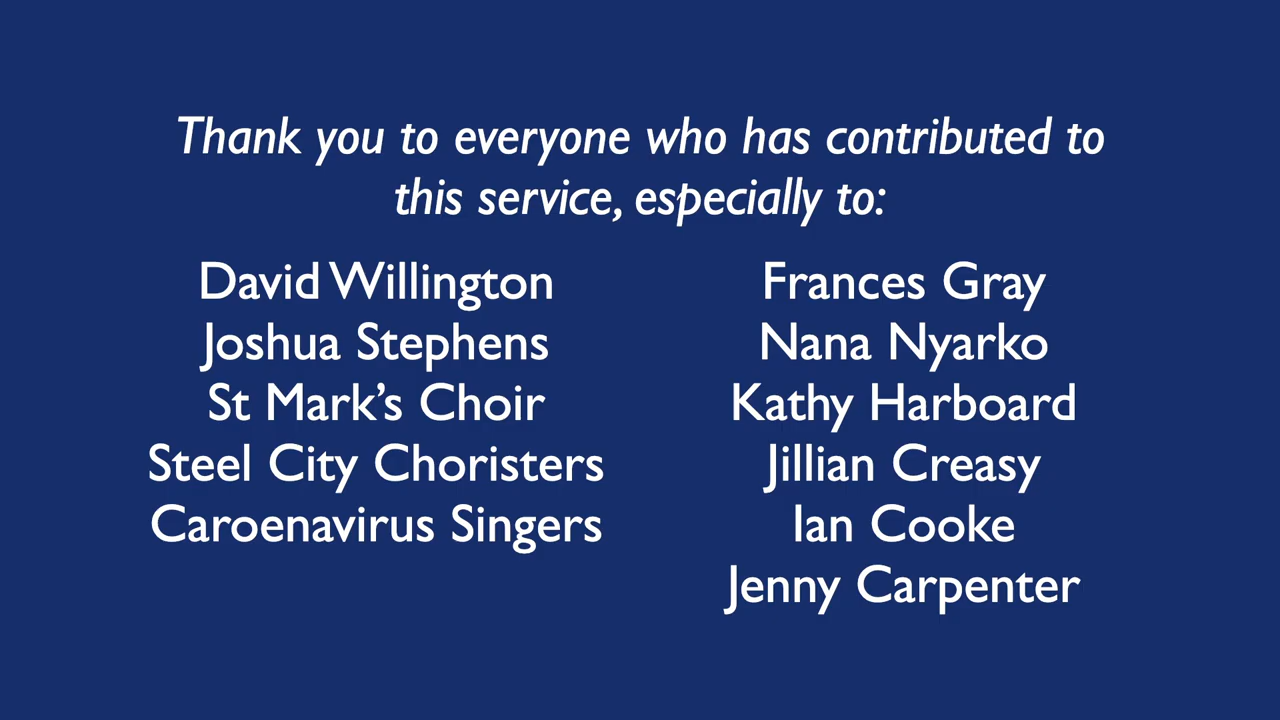 Thank you to everyone who has contributed to
this service, especially to:
David Willington
Joshua Stephens
St Mark’s Choir
Steel City Choristers
Caroenavirus Singers
Frances Gray
Nana Nyarko
Kathy Harboard
Jillian Creasy
Ian Cooke
Jenny Carpenter